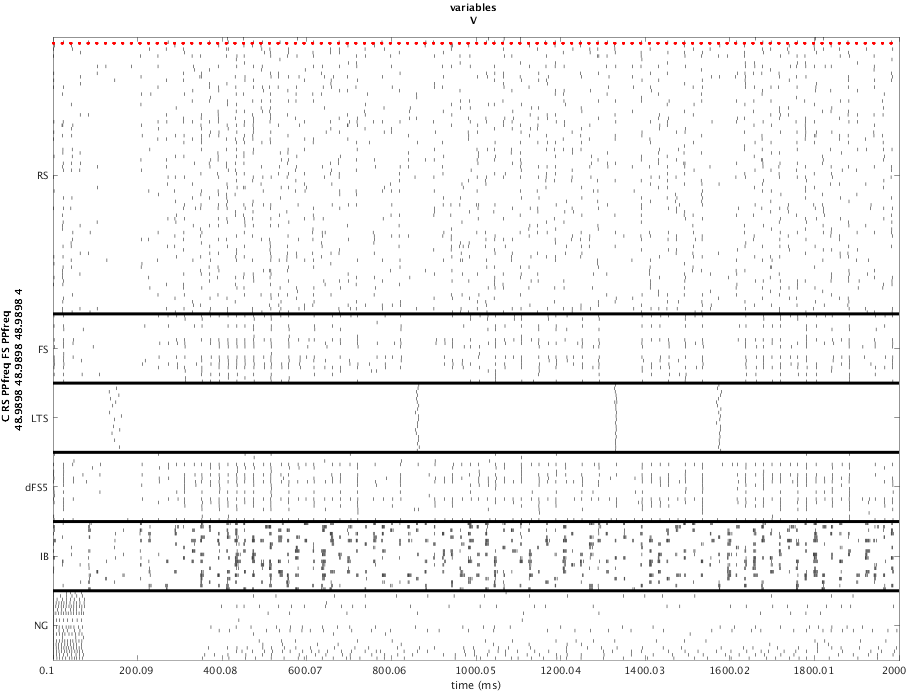 variables
V
C RS PPfreq FS PPfreq
48.9898 48.9898 48.9898 4
RS
FS
LTS
dFS5
IB
NG
0.1 200.09 400.08 600.07 800.06 1000.05 1200.04 1400.03 1600.02 1800.01 2000
time (ms)